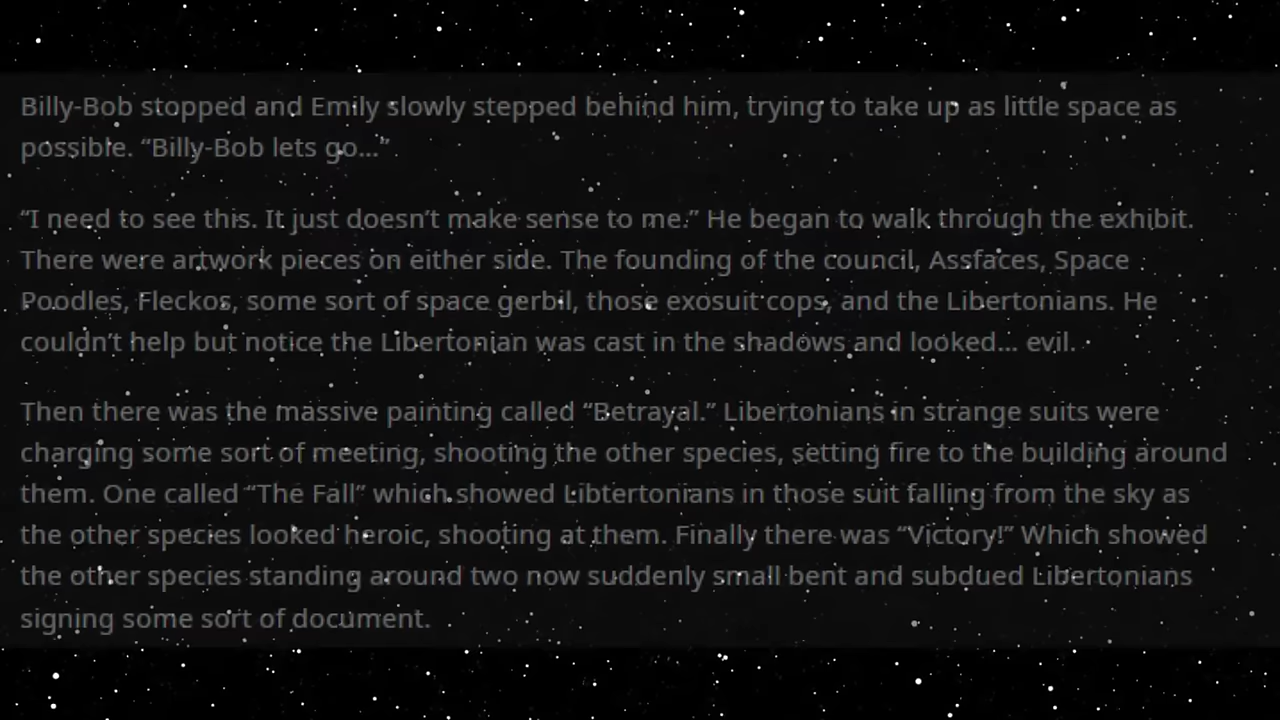 Billy-Bob stopped and Emily slowly stepped behind him, trying to take up as little space as
possible. “Billy-Bob lets go...”
“I need to see this. It just doesn’t make sense to me.” He began to walk through the exhibit.
There were artwork pieces on either side. The founding of the council, Assfaces, Space
Poodles, Fleckos, some sort of space gerbil, those exosuit cops, and the Libertonians. He
couldn’t help but notice the Libertonian was cast in the shadows and looked... evil.
Then there was the massive painting called “Betrayal.” Libertonians in strange suits were
charging some sort of meeting, shooting the other species, setting fire to the building around
them. One called “The Fall” which showed Libtertonians in those suit falling from the sky as
the other species looked heroic, shooting at them. Finally there was “Victory!” Which showed
the other species standing around two now suddenly small bent and subdued Libertonians
signing some sort of document.